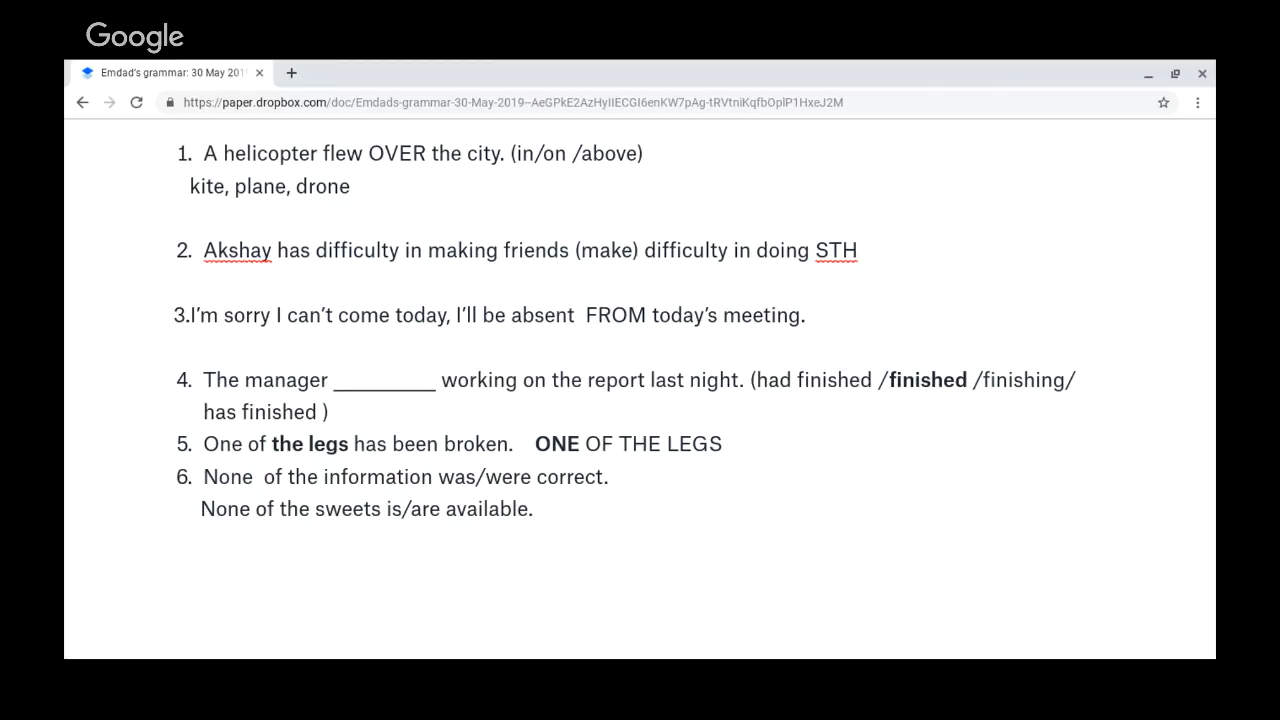 Google
Emdad's grammar: 30 May 201
https://paper.dropbox.com/doc/Emdads-grammar-30-May-2019--AeGPkE2AzHyIIECGI6enKW7pAg-tRVtniKqfbOplP1HxeJ2M
1. A helicopter flew OVER the city. (in/on /above)
kite, plane, drone
2. Akshay has difficulty in making friends (make) difficulty in doing STH
3.I'm sorry I can't come today, I'll be absent FROM today's meeting.
4. The manager __________ working on the report last night. (had finished /finished /finishing/
has finished )
5. One of the legs has been broken. ONE OF THE LEGS
6. None of the information was/were correct.
None of the sweets is/are available.